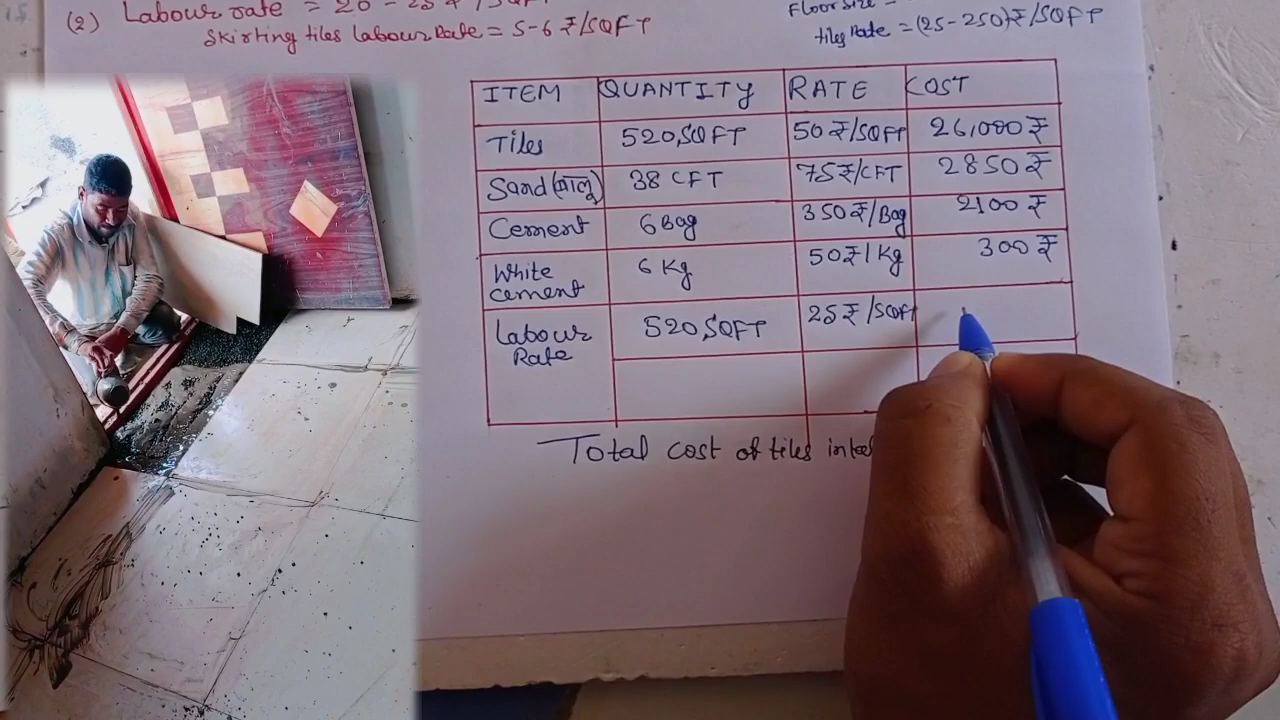 (2) Labour rate = 20 - 25 ₹/SQFT
Skirting tiles labour Rate = 5-6 ₹/SQFT
Floor Size =
tiles Rate = (25-250)₹/SQFT
ITEM QUANTITY RATE COST
Tiles 520 SQFT 50 ₹/SQFT 26,000 ₹
Sand (बालू) 38 CFT 75₹/CFT 2850 ₹
Cement 6 Bag 350 ₹/Bag 2100 ₹
White cement 6 Kg 50₹/Kg 300 ₹
Labour Rate 520 SQFT 25 ₹/SQFT
Total cost of tiles